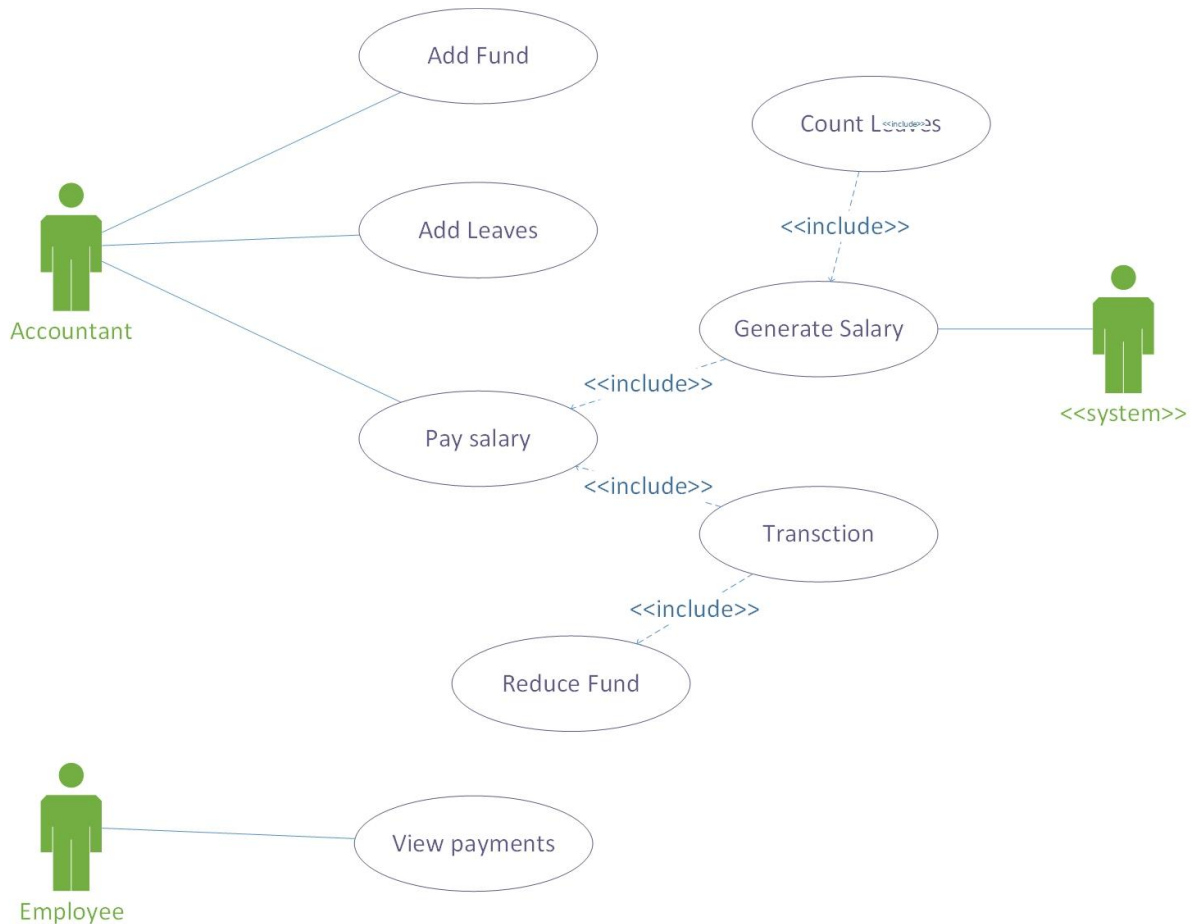 Add Fund
Count Leaves
<<include>>
<<include>>
Add Leaves
Accountant
Generate Salary
<<include>>
<<system>>
Pay salary
<<include>>
Transction
<<include>>
Reduce Fund
View payments
Employee